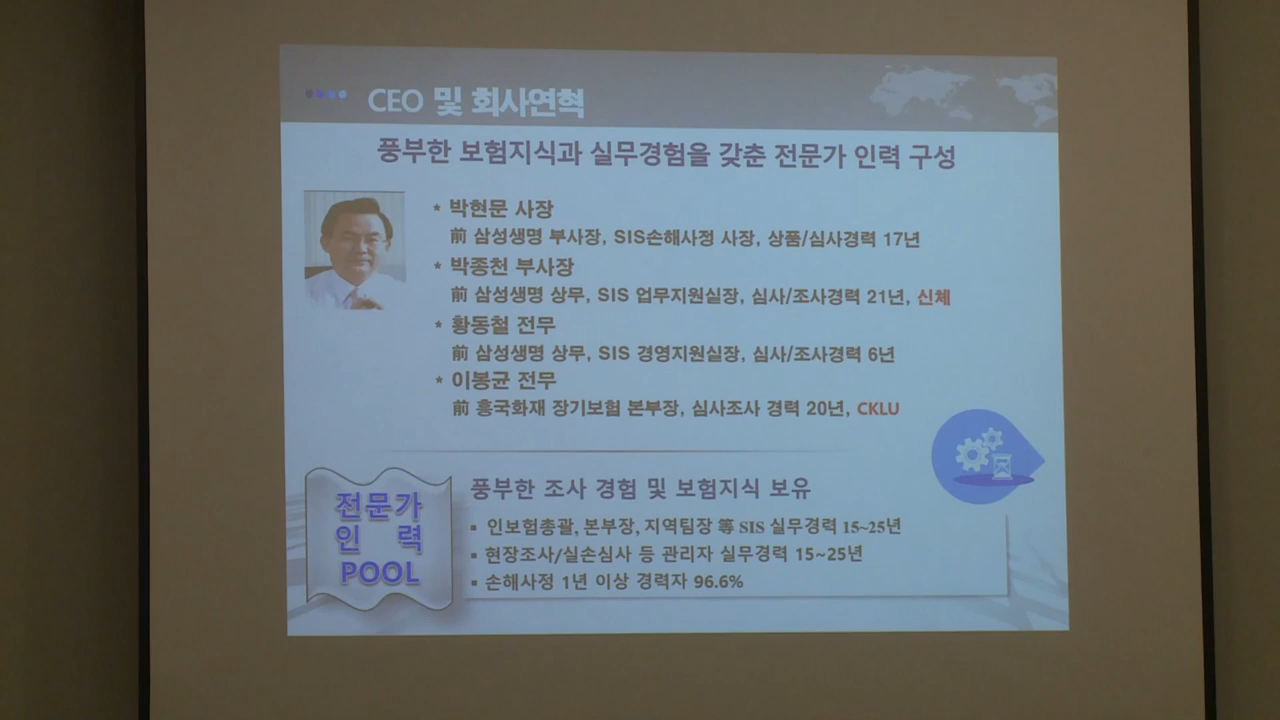 CEO 및 회사연혁
풍부한 보험지식과 실무경험을 갖춘 전문가 인력 구성
* 박현문 사장
前 삼성생명 부사장, SIS손해사정 사장, 상품/심사경력 17년
* 박종천 부사장
前 삼성생명 상무, SIS 업무지원실장, 심사/조사경력 21년, 신체
* 황동철 전무
前 삼성생명 상무, SIS 경영지원실장, 심사/조사경력 6년
* 이봉균 전무
前 흥국화재 장기보험 본부장, 심사조사 경력 20년, CKLU
전문가
인 력
POOL
풍부한 조사 경험 및 보험지식 보유
▪ 인보험총괄, 본부장, 지역팀장 等 SIS 실무경력 15~25년
▪ 현장조사/실손심사 등 관리자 실무경력 15~25년
▪ 손해사정 1년 이상 경력자 96.6%